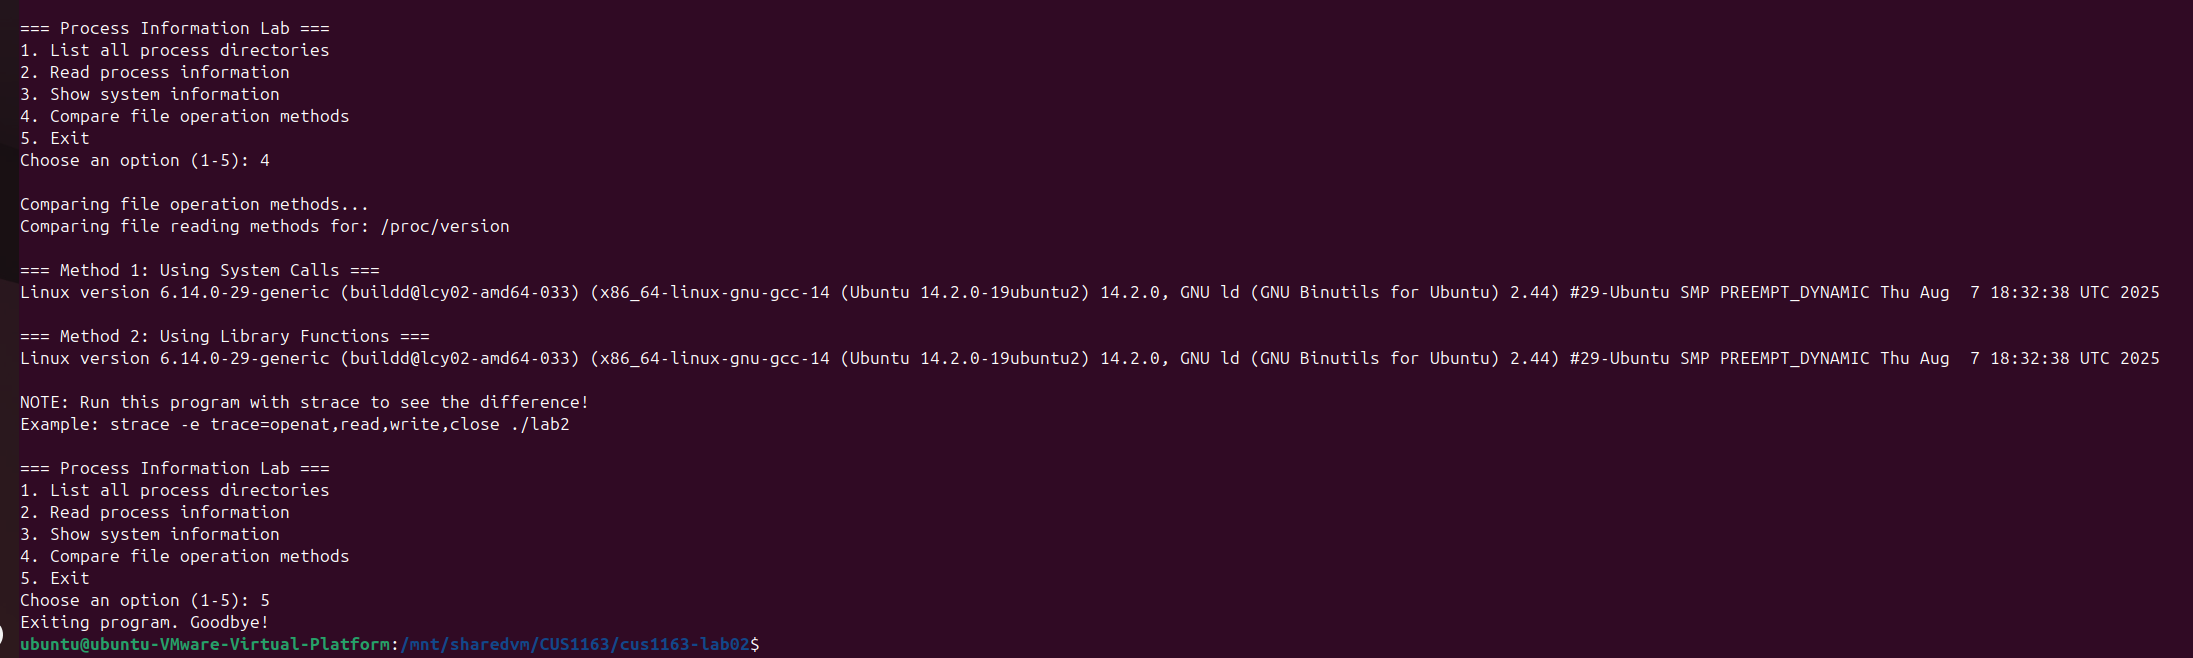 === Process Information Lab ===
1. List all process directories
2. Read process information
3. Show system information
4. Compare file operation methods
5. Exit
Choose an option (1-5): 4
Comparing file operation methods...
Comparing file reading methods for: /proc/version
=== Method 1: Using System Calls ===
Linux version 6.14.0-29-generic (buildd@lcy02-amd64-033) (x86_64-linux-gnu-gcc-14 (Ubuntu 14.2.0-19ubuntu2) 14.2.0, GNU ld (GNU Binutils for Ubuntu) 2.44) #29-Ubuntu SMP PREEMPT_DYNAMIC Thu Aug  7 18:32:38 UTC 2025
=== Method 2: Using Library Functions ===
Linux version 6.14.0-29-generic (buildd@lcy02-amd64-033) (x86_64-linux-gnu-gcc-14 (Ubuntu 14.2.0-19ubuntu2) 14.2.0, GNU ld (GNU Binutils for Ubuntu) 2.44) #29-Ubuntu SMP PREEMPT_DYNAMIC Thu Aug  7 18:32:38 UTC 2025
NOTE: Run this program with strace to see the difference!
Example: strace -e trace=openat,read,write,close ./lab2
=== Process Information Lab ===
1. List all process directories
2. Read process information
3. Show system information
4. Compare file operation methods
5. Exit
Choose an option (1-5): 5
Exiting program. Goodbye!
ubuntu@ubuntu-VMware-Virtual-Platform:/mnt/sharedvm/CUS1163/cus1163-lab02$